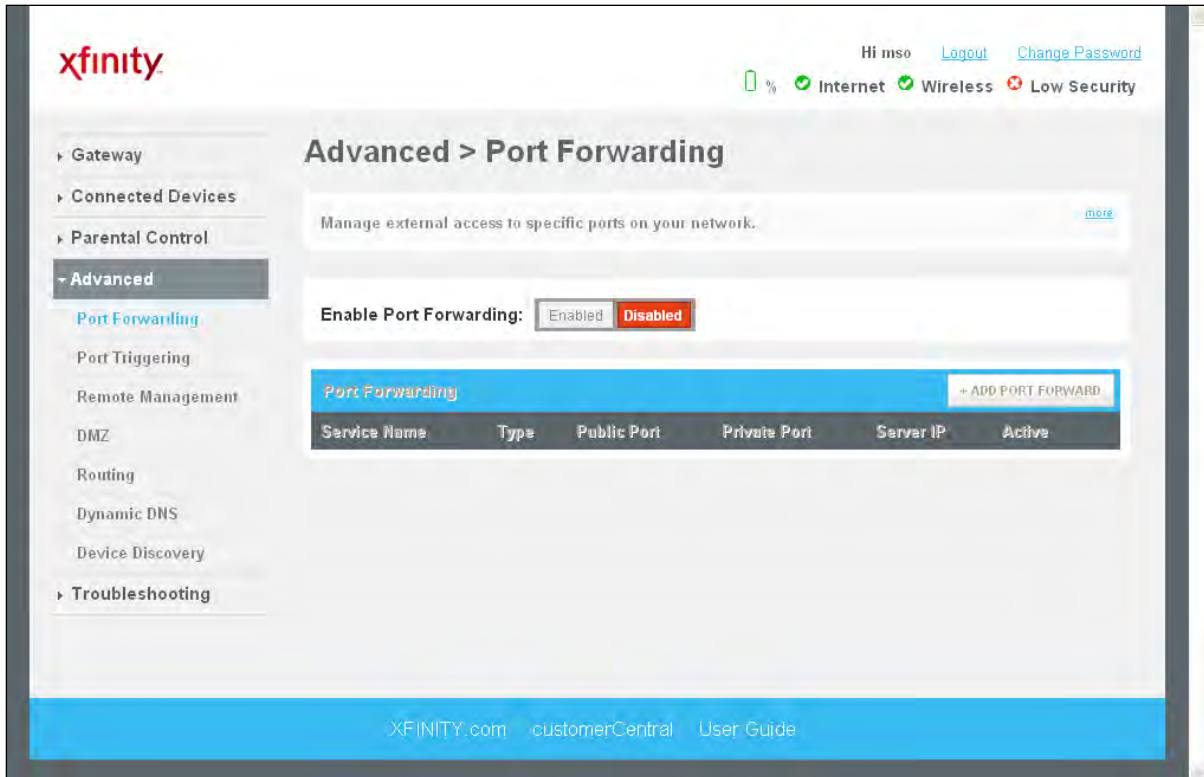 xfinity
Hi mso Logout Change Password
% Internet Wireless Low Security
Gateway
Connected Devices
Parental Control
Advanced
Port Forwarding
Port Triggering
Remote Management
DMZ
Routing
Dynamic DNS
Device Discovery
Troubleshooting
Advanced > Port Forwarding
Manage external access to specific ports on your network.
more
Enable Port Forwarding: Enabled Disabled
Port Forwarding
+ ADD PORT FORWARD
Service Name Type Public Port Private Port Server IP Active
XFINITY.com customerCentral User Guide